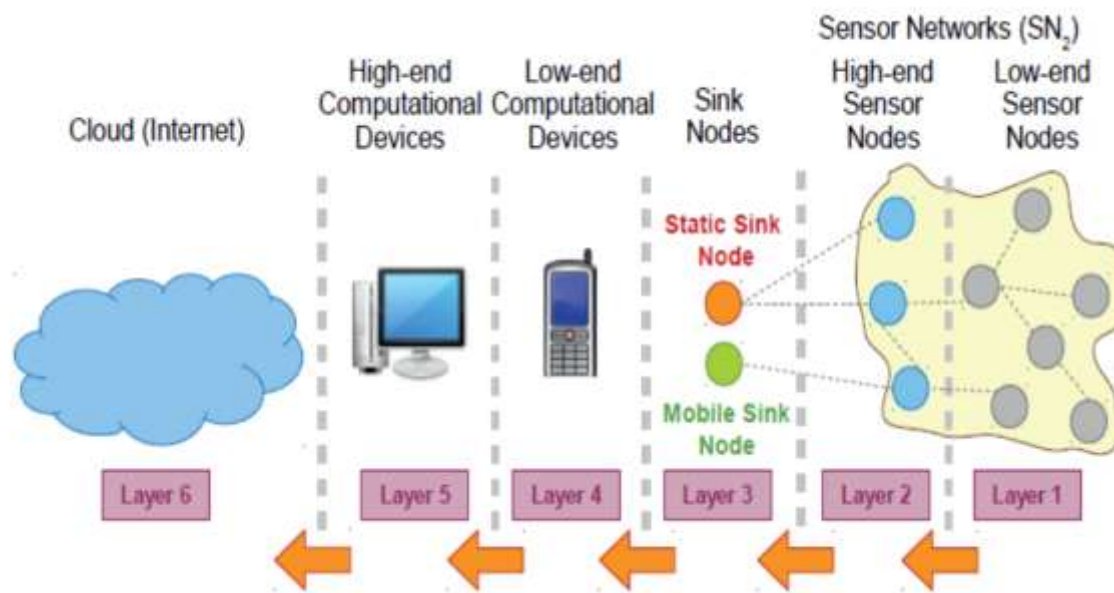 Sensor Networks (SN₂)
Cloud (Internet)
High-end
Computational
Devices
Low-end
Computational
Devices
Sink
Nodes
High-end
Sensor
Nodes
Low-end
Sensor
Nodes
Static Sink
Node
Mobile Sink
Node
Layer 6
Layer 5
Layer 4
Layer 3
Layer 2
Layer 1